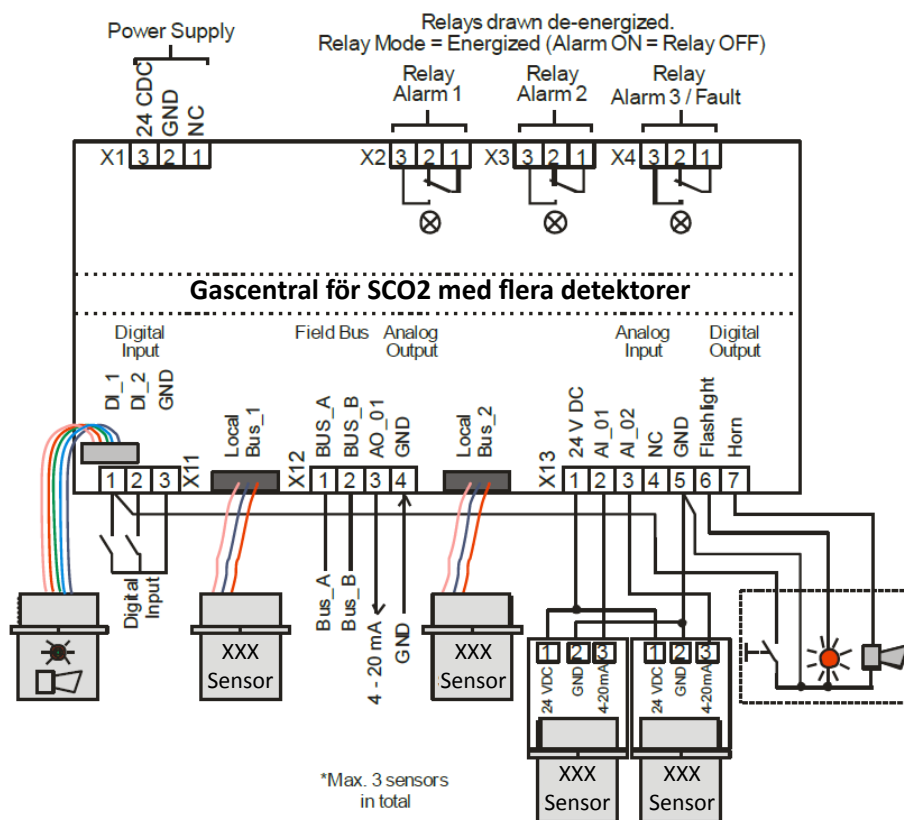 Relays drawn de-energized.
Power Supply
Relay Mode = Energized (Alarm ON = Relay OFF)
Relay
Alarm 1
Relay
Alarm 2
Relay
Alarm 3 / Fault
24 CDC
GND
NC
X1 3 2 1
X2 3 2 1
X3 3 2 1
X4 3 2 1
Gascentral för SCO2 med flera detektorer
Digital
Input
Field Bus
Analog
Output
Analog
Input
Digital
Output
DI_1
DI_2
GND
Local
Bus_1
BUS_A
BUS_B
AO_01
GND
Local
Bus_2
24 V DC
AI_01
AI_02
NC
GND
Flashlight
Horn
1 2 3 X11
X12 1 2 3 4
X13 1 2 3 4 5 6 7
Digital
Input
Bus_A
Bus_B
4 - 20 mA
GND
XXX
Sensor
XXX
Sensor
1 2 3
24 VDC
GND
4-20mA
1 2 3
24 VDC
GND
4-20mA
XXX
Sensor
XXX
Sensor
*Max. 3 sensors
in total